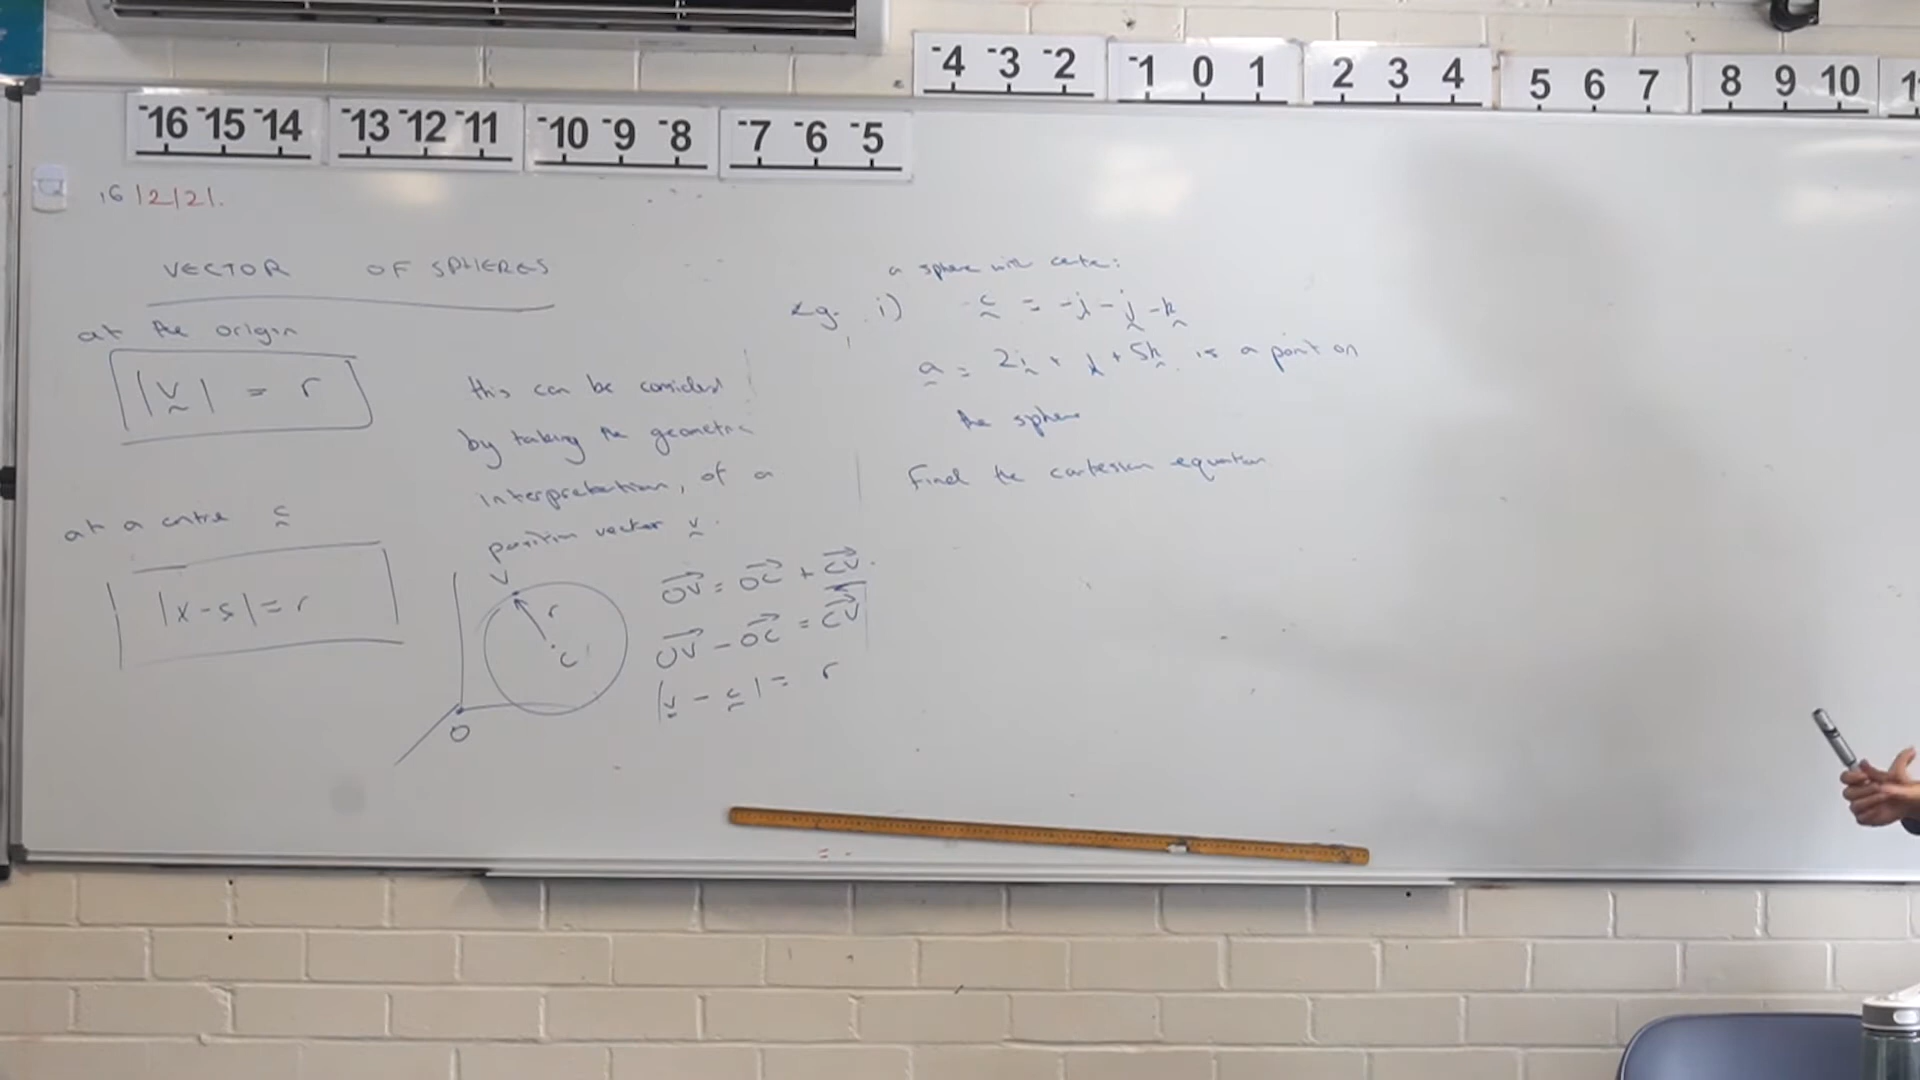 -16 -15 -14 -13 -12 -11 -10 -9 -8 -7 -6 -5 -4 -3 -2 -1 0 1 2 3 4 5 6 7 8 9 10
16/2/21.
VECTOR OF SPHERES
at the origin
|v| = r
at a centre c
|x-c|=r
this can be considered
by taking the geometric
interpretation, of a
position vector v.
V
r
C
O
OV = OC + CV.
OV - OC = CV
|v - c| = r
a sphere with centre:
eg. i) c = -i - j - k
a = 2i + j + 5k is a point on
the sphere
Find the cartesian equation